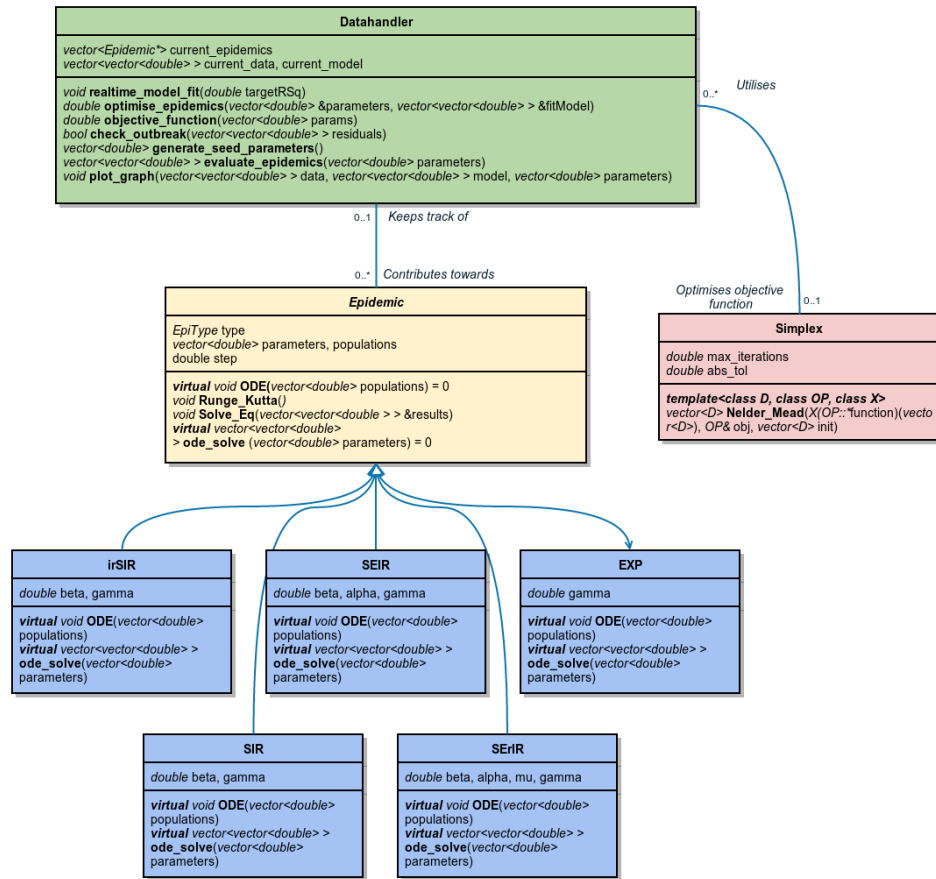 Datahandler
vector<Epidemic*> current_epidemics
vector<vector<double> > current_data, current_model
void realtime_model_fit(double targetRSq)
double optimise_epidemics(vector<double> &parameters, vector<vector<double> > &fitModel)
double objective_function(vector<double> params)
bool check_outbreak(vector<vector<double> > residuals)
vector<double> generate_seed_parameters()
vector<vector<double> > evaluate_epidemics(vector<double> parameters)
void plot_graph(vector<vector<double> > data, vector<vector<double> > model, vector<double> parameters)
Utilises
0..*
0..1
Keeps track of
0..*
Contributes towards
Optimises objective
function
0..1
Epidemic
EpiType type
vector<double> parameters, populations
double step
virtual void ODE(vector<double> populations) = 0
void Runge_Kutta()
void Solve_Eq(vector<vector<double > > &results)
virtual vector<vector<double>
> ode_solve (vector<double> parameters) = 0
Simplex
double max_iterations
double abs_tol
template<class D, class OP, class X>
vector<D> Nelder_Mead(X(OP::*function)(vecto
r<D>), OP& obj, vector<D> init)
irSIR
double beta, gamma
virtual void ODE(vector<double>
populations)
virtual vector<vector<double> >
ode_solve(vector<double>
parameters)
SEIR
double beta, alpha, gamma
virtual void ODE(vector<double>
populations)
virtual vector<vector<double> >
ode_solve(vector<double>
parameters)
EXP
double gamma
virtual void ODE(vector<double>
populations)
virtual vector<vector<double> >
ode_solve(vector<double>
parameters)
SIR
double beta, gamma
virtual void ODE(vector<double>
populations)
virtual vector<vector<double> >
ode_solve(vector<double>
parameters)
SErIR
double beta, alpha, mu, gamma
virtual void ODE(vector<double>
populations)
virtual vector<vector<double> >
ode_solve(vector<double>
parameters)